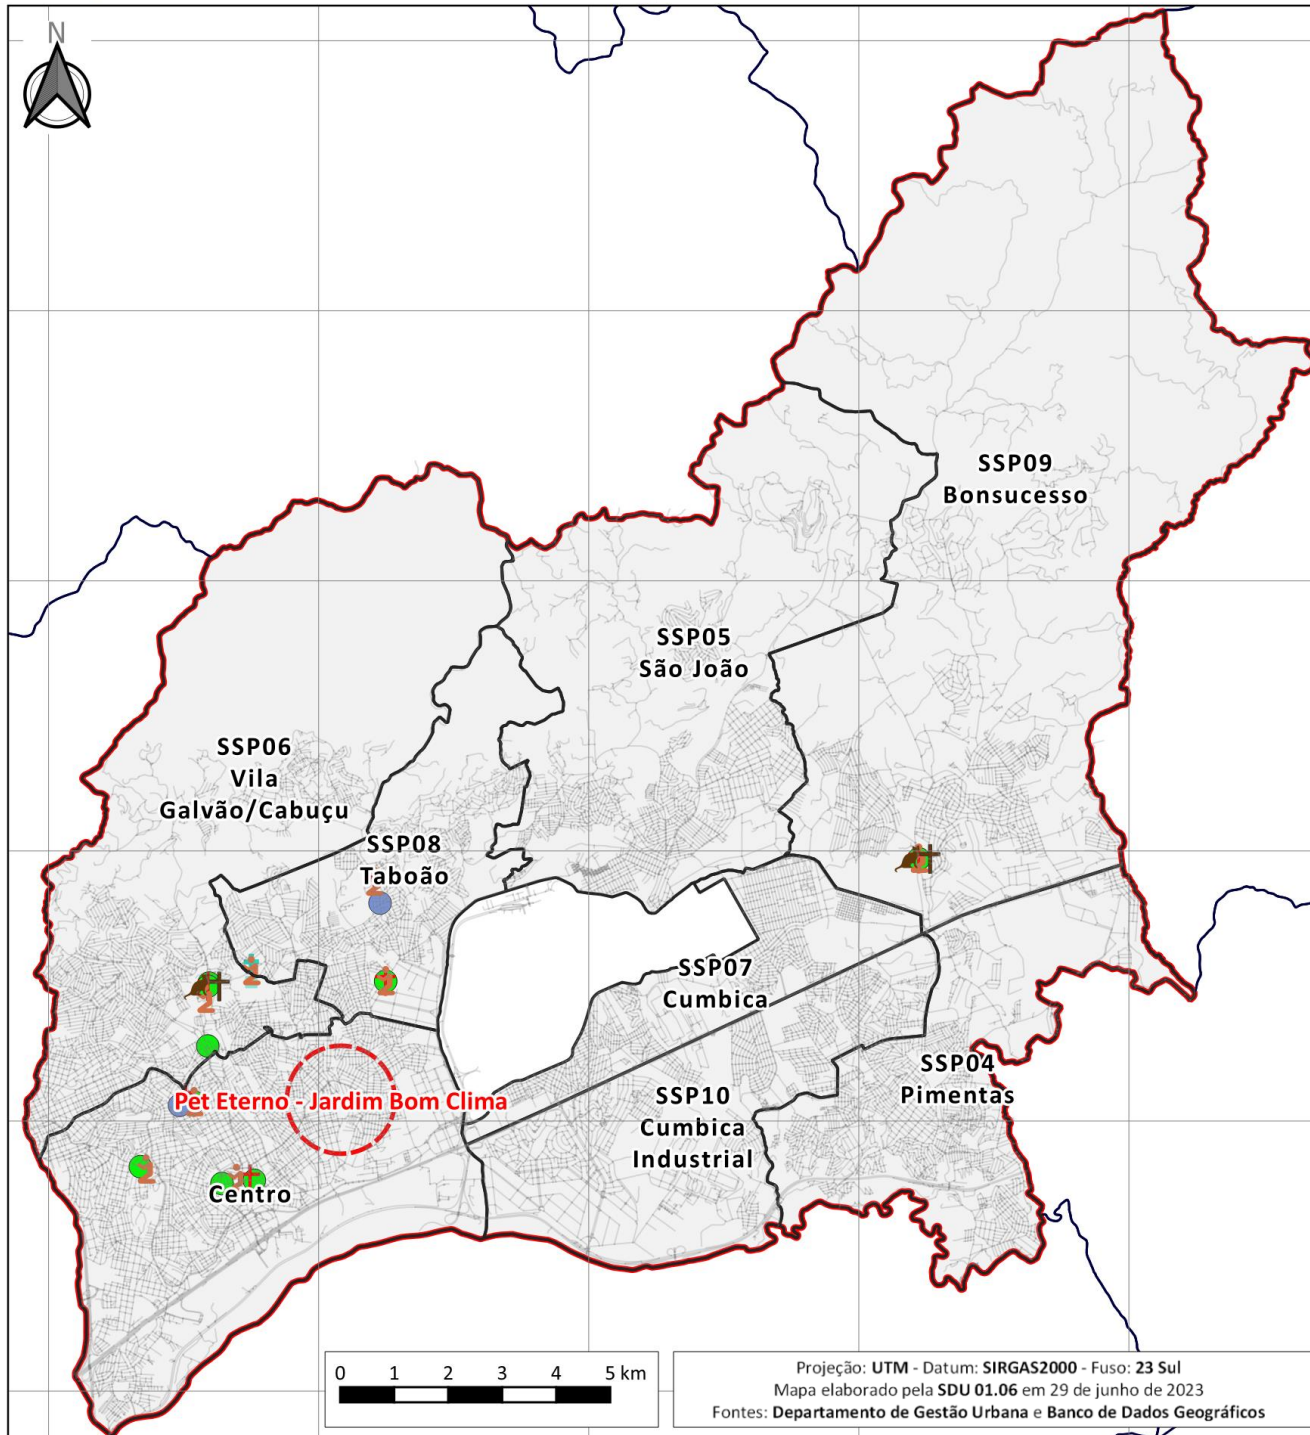 N
SSP09
Bonsucesso
SSP05
São João
SSP06
Vila
Galvão/Cabuçu
SSP08
Taboão
SSP07
Cumbica
SSP04
Pimentas
SSP10
Cumbica
Industrial
Pet Eterno - Jardim Bom Clima
Centro
0 1 2 3 4 5 km
Projeção: UTM - Datum: SIRGAS2000 - Fuso: 23 Sul
Mapa elaborado pela SDU 01.06 em 29 de junho de 2023
Fontes: Departamento de Gestão Urbana e Banco de Dados Geográficos